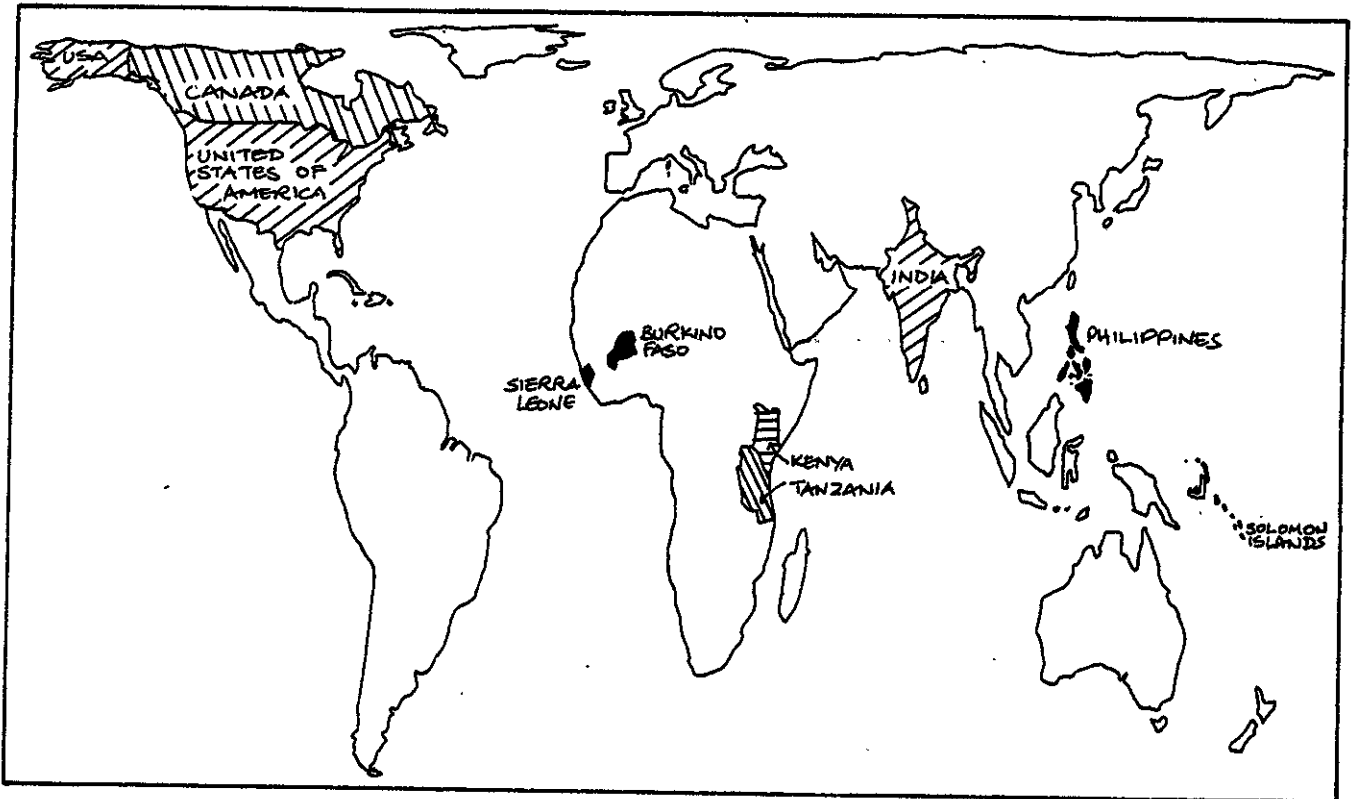 USA
CANADA
UNITED
STATES OF
AMERICA
INDIA
BURKINO
FASO
PHILIPPINES
SIERRA
LEONE
KENYA
TANZANIA
SOLOMON
ISLANDS